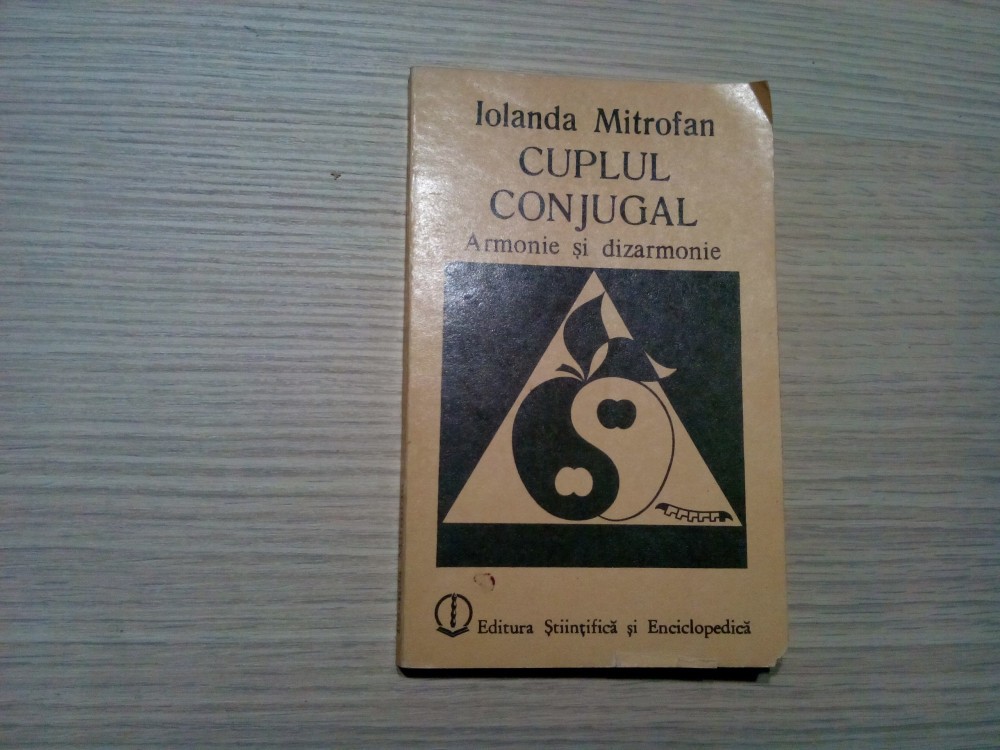 Iolanda Mitrofan
CUPLUL
CONJUGAL
Armonie și dizarmonie
Editura Științifică și Enciclopedică